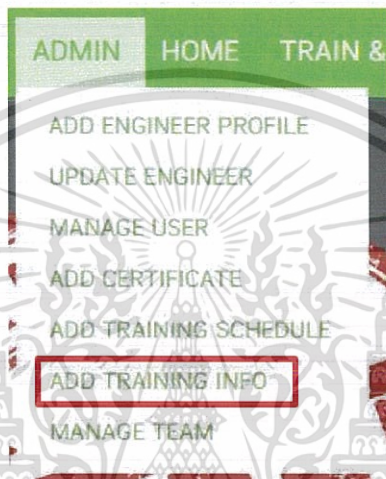 ADMIN HOME TRAIN &
ADD ENGINEER PROFILE
UPDATE ENGINEER
MANAGE USER
ADD CERTIFICATE
ADD TRAINING SCHEDULE
ADD TRAINING INFO
MANAGE TEAM